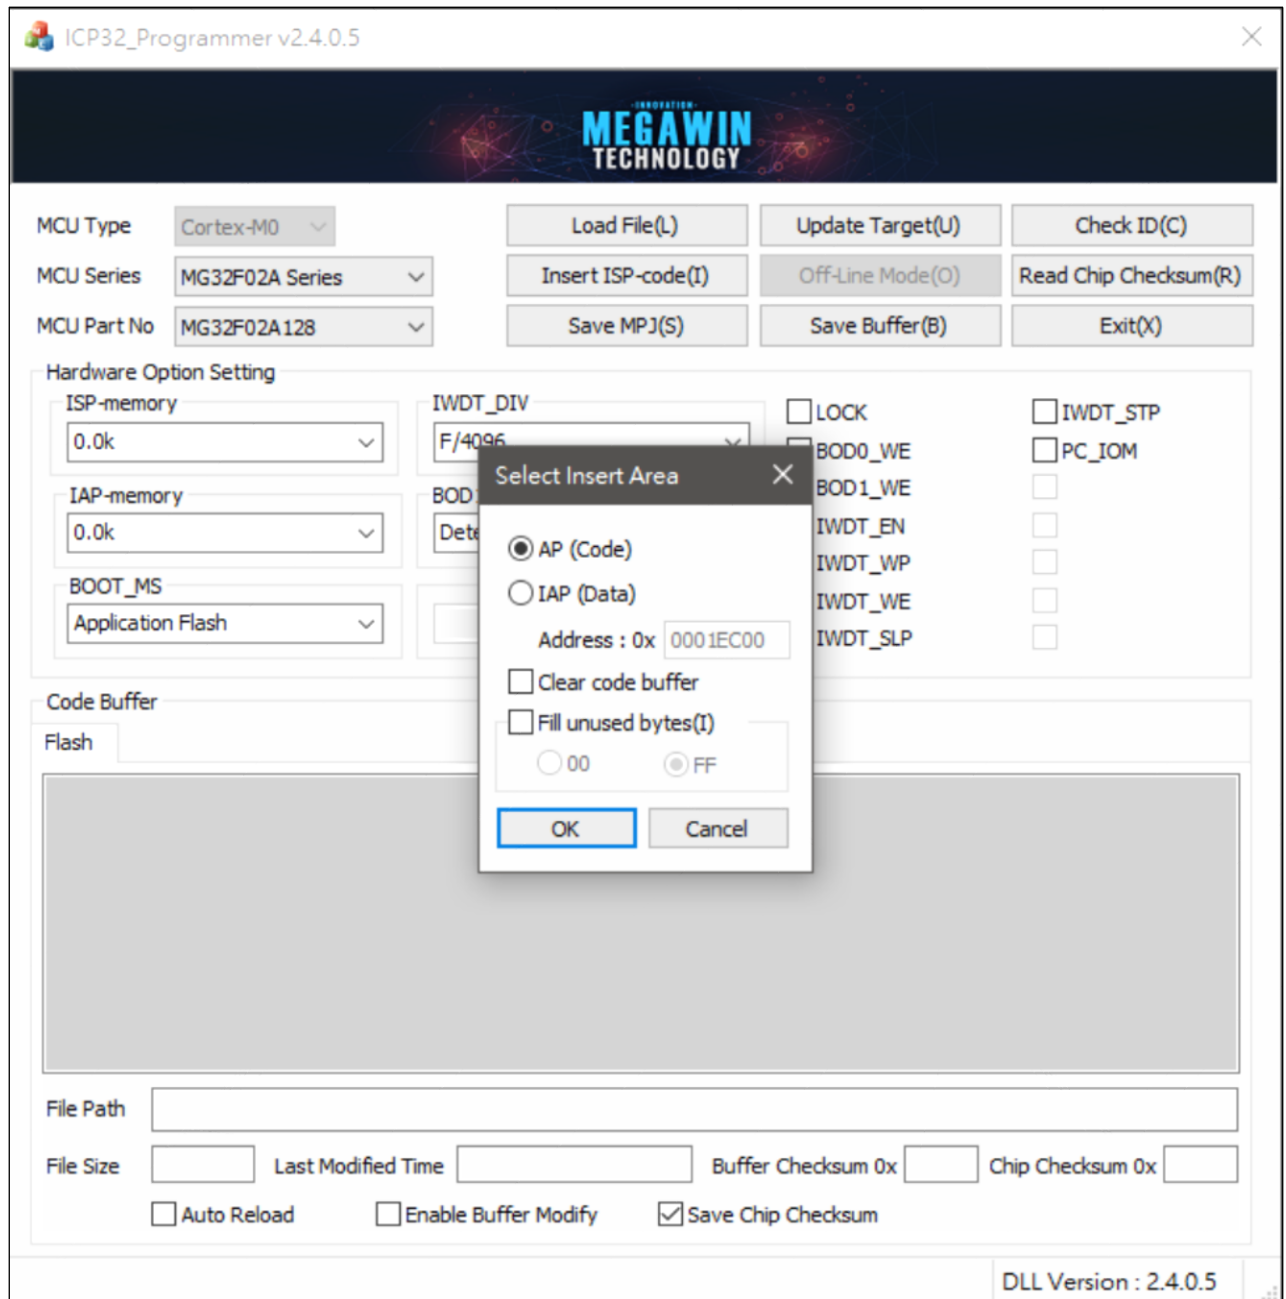 ICP32_Programmer v2.4.0.5
-INNOVATION-
MEGAWIN
TECHNOLOGY
MCU Type Cortex-M0 Load File(L) Update Target(U) Check ID(C)
MCU Series MG32F02A Series Insert ISP-code(I) Off-Line Mode(O) Read Chip Checksum(R)
MCU Part No MG32F02A128 Save MPJ(S) Save Buffer(B) Exit(X)
Hardware Option Setting
ISP-memory IWDT_DIV LOCK IWDT_STP
0.0k F/4096 BOD0_WE PC_IOM
Select Insert Area
IAP-memory BOD BOD1_WE
0.0k Dete AP (Code) IWDT_EN
IWDT_WP
BOOT_MS IAP (Data) IWDT_WE
Application Flash Address : 0x 0001EC00 IWDT_SLP
Clear code buffer
Code Buffer
Flash Fill unused bytes(I)
00 FF
OK Cancel
File Path
File Size Last Modified Time Buffer Checksum 0x Chip Checksum 0x
Auto Reload Enable Buffer Modify Save Chip Checksum
DLL Version : 2.4.0.5